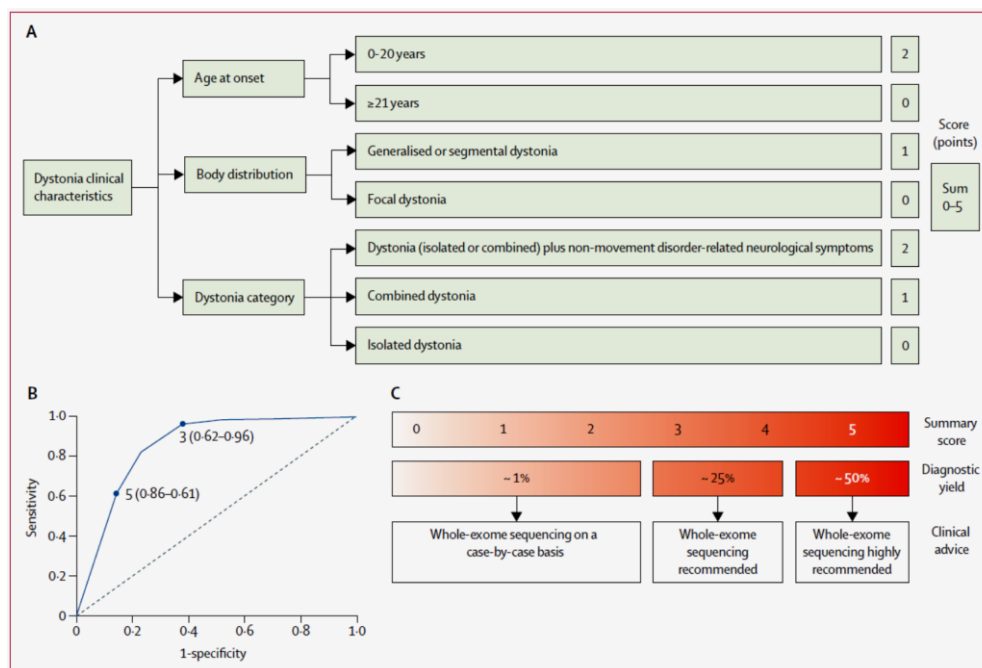 A
Dystonia clinical
characteristics
Age at onset
0-20 years
2
≥21 years
0
Body distribution
Generalised or segmental dystonia
1
Focal dystonia
0
Dystonia category
Dystonia (isolated or combined) plus non-movement disorder-related neurological symptoms
2
Combined dystonia
1
Isolated dystonia
0
Score
(points)
Sum
0–5
B
Sensitivity
1·0
0·8
0·6
0·4
0·2
0
3 (0·62–0·96)
5 (0·86–0·61)
0
0·2
0·4
0·6
0·8
1·0
1-specificity
C
0 1 2 3 4 5
Summary
score
~1% ~25% ~50%
Diagnostic
yield
Whole-exome sequencing on a
case-by-case basis
Whole-exome
sequencing
recommended
Whole-exome
sequencing highly
recommended
Clinical
advice